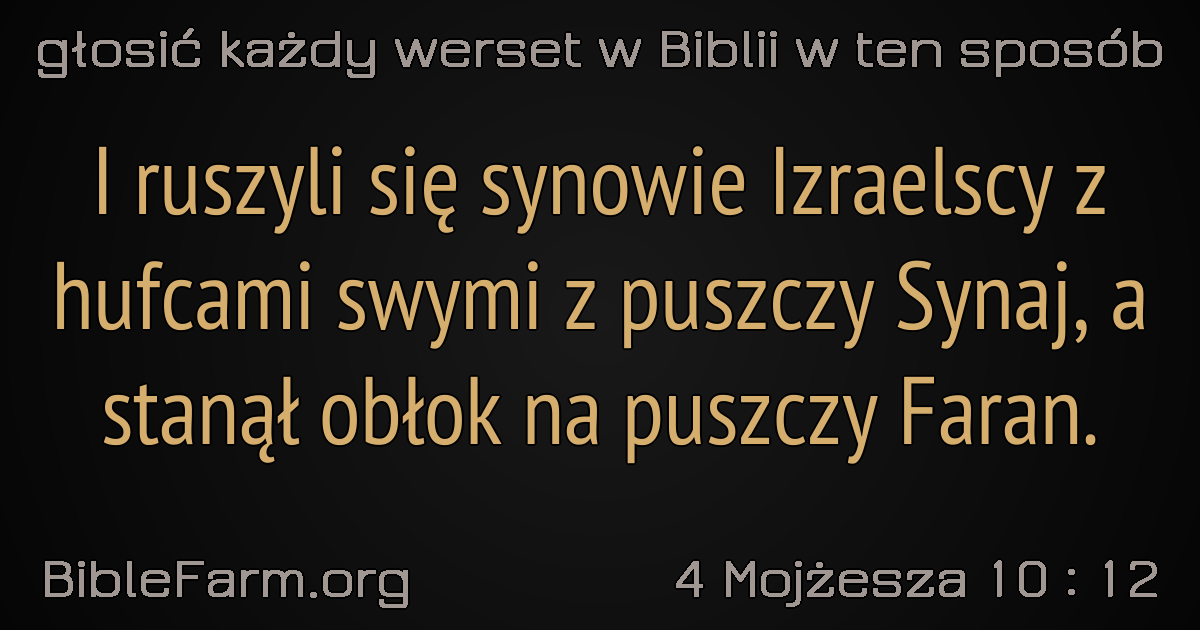 głosić każdy werset w Biblii w ten sposób
I ruszyli się synowie Izraelscy z
hufcami swymi z puszczy Synaj, a
stanął obłok na puszczy Faran.
BibleFarm.org
4 Mojżesza 10 : 12